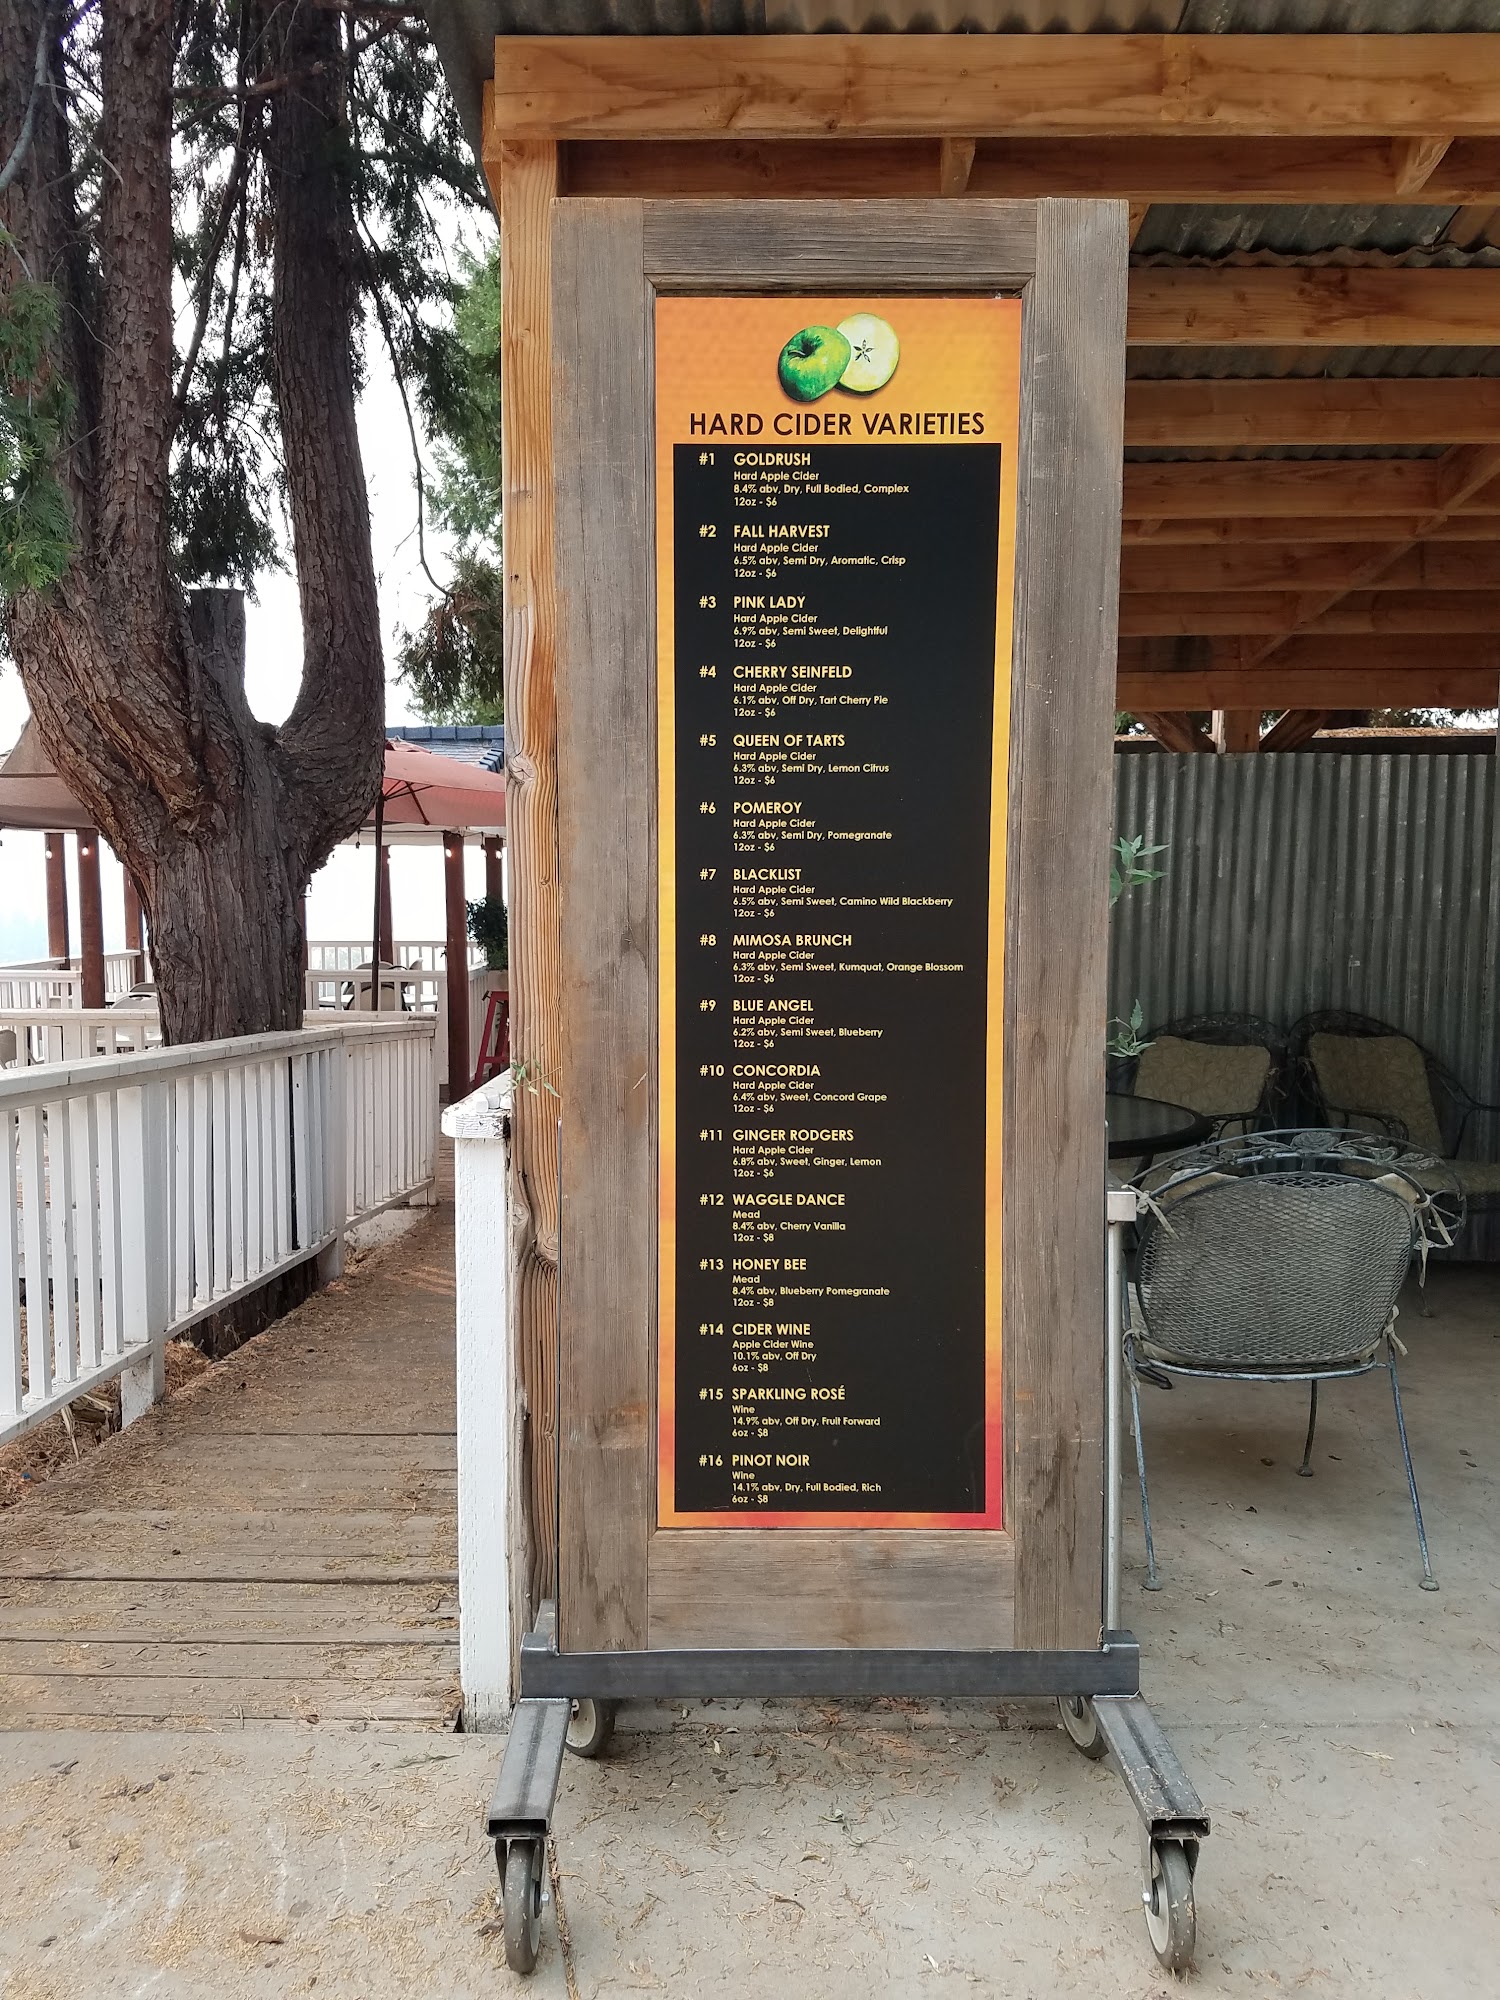 HARD CIDER VARIETIES
#1 GOLDRUSH
Hard Apple Cider
8.4% abv, Dry, Full Bodied, Complex
12oz - $6
#2 FALL HARVEST
Hard Apple Cider
6.5% abv, Semi Dry, Aromatic, Crisp
12oz - $6
#3 PINK LADY
Hard Apple Cider
6.9% abv, Semi Sweet, Delightful
12oz - $6
#4 CHERRY SEINFELD
Hard Apple Cider
6.1% abv, Off Dry, Tart Cherry Pie
12oz - $6
#5 QUEEN OF TARTS
Hard Apple Cider
6.3% abv, Semi Dry, Lemon Citrus
12oz - $6
#6 POMEROY
Hard Apple Cider
6.3% abv, Semi Dry, Pomegranate
12oz - $6
#7 BLACKLIST
Hard Apple Cider
6.5% abv, Semi Sweet, Camino Wild Blackberry
12oz - $6
#8 MIMOSA BRUNCH
Hard Apple Cider
6.3% abv, Semi Sweet, Kumquat, Orange Blossom
12oz - $6
#9 BLUE ANGEL
Hard Apple Cider
6.2% abv, Semi Sweet, Blueberry
12oz - $6
#10 CONCORDIA
Hard Apple Cider
6.4% abv, Sweet, Concord Grape
12oz - $6
#11 GINGER RODGERS
Hard Apple Cider
6.8% abv, Sweet, Ginger, Lemon
12oz - $6
#12 WAGGLE DANCE
Mead
8.4% abv, Cherry Vanilla
12oz - $8
#13 HONEY BEE
Mead
8.4% abv, Blueberry Pomegranate
12oz - $8
#14 CIDER WINE
Apple Cider Wine
10.1% abv, Off Dry
6oz - $8
#15 SPARKLING ROSÉ
Wine
14.9% abv, Off Dry, Fruit Forward
6oz - $8
#16 PINOT NOIR
Wine
14.1% abv, Dry, Full Bodied, Rich
6oz - $8